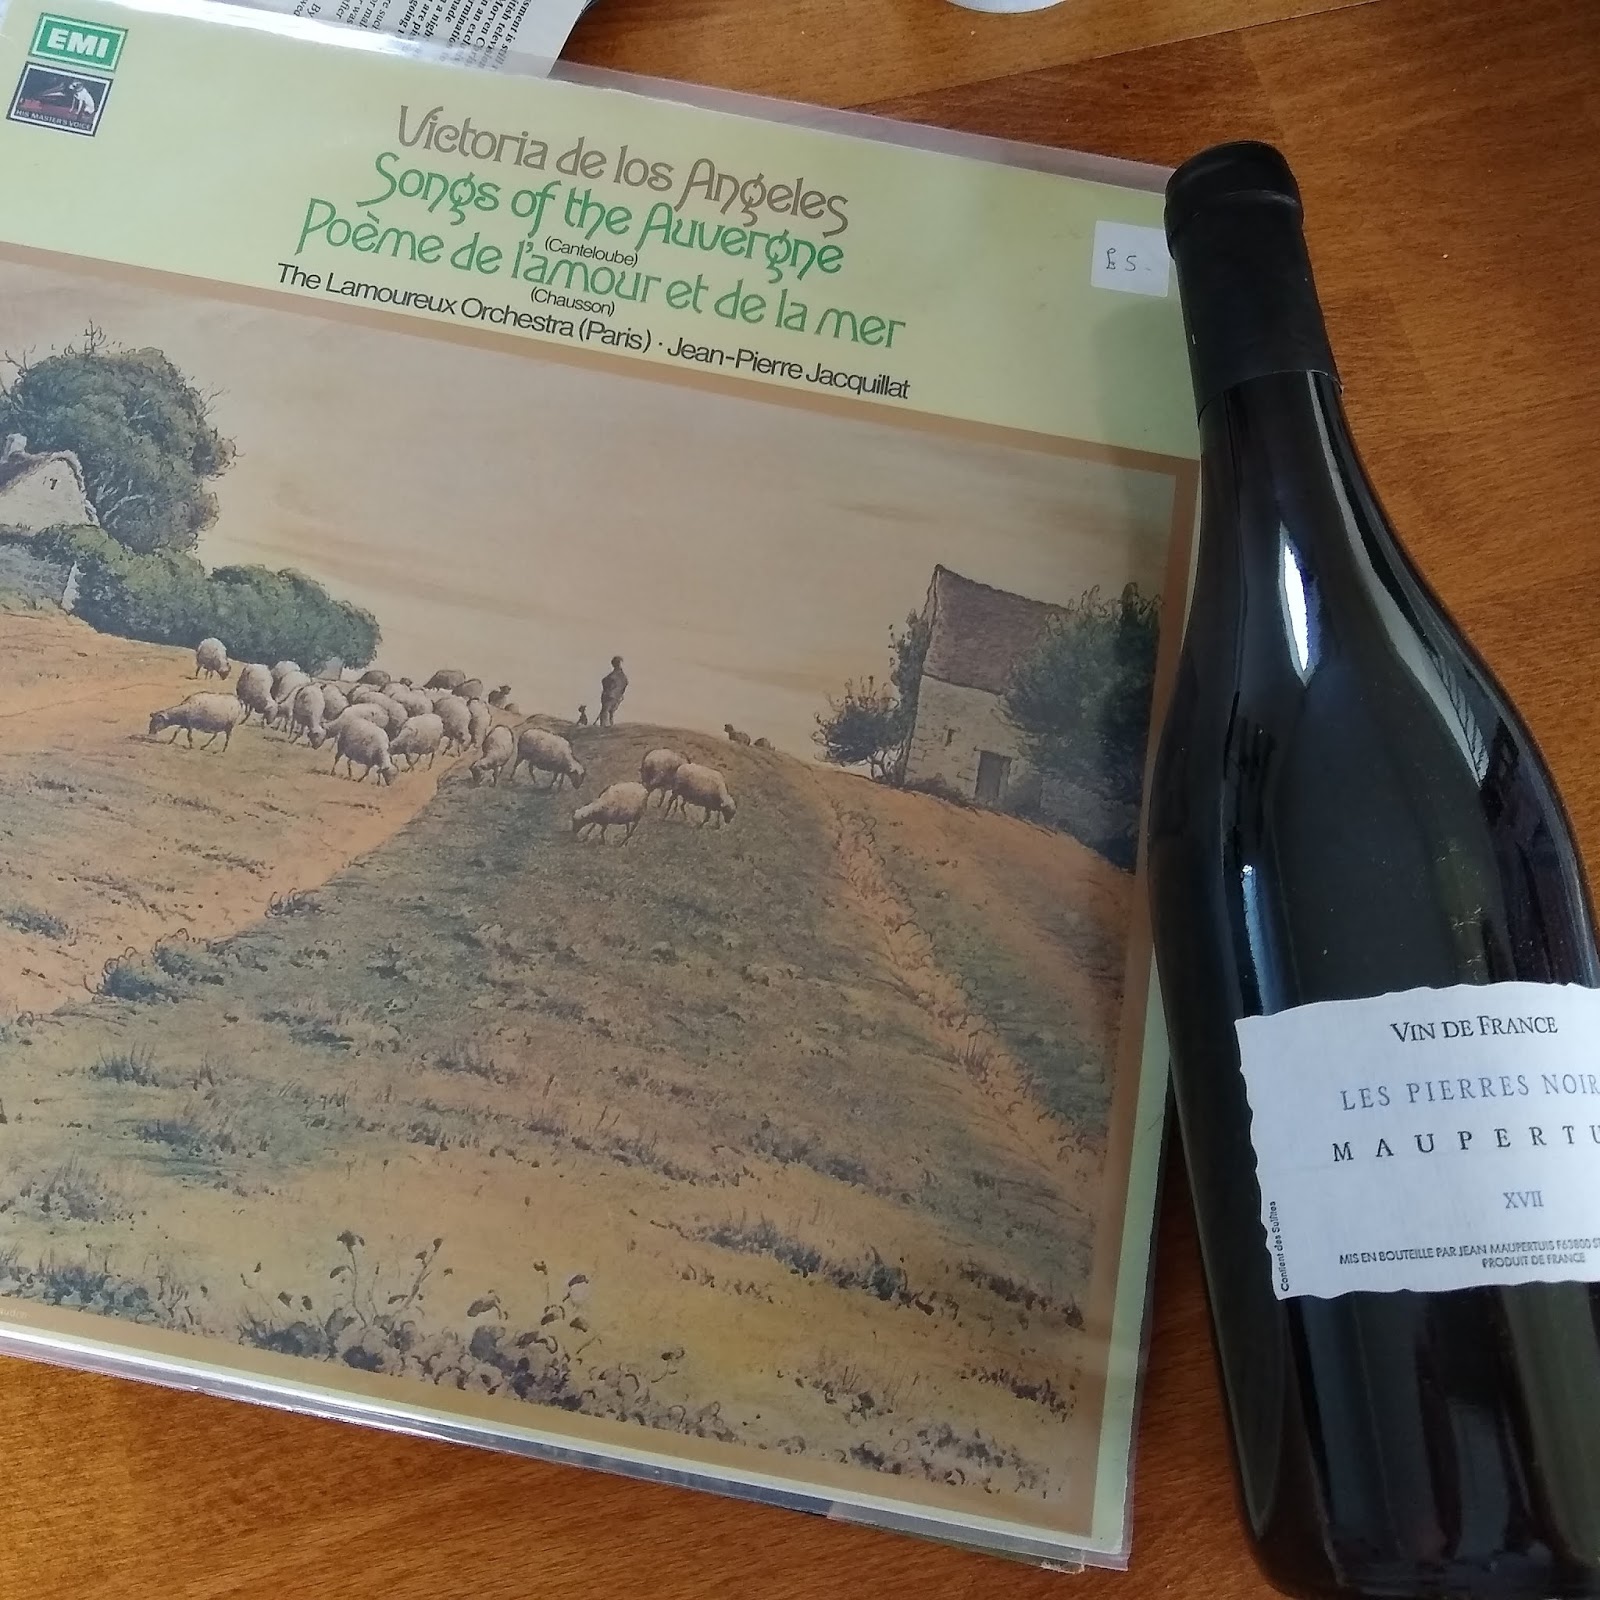 EMI
HIS MASTER'S VOICE
Victoria de los Angeles
Songs of the Auvergne
(Canteloube)
Poème de l'amour et de la mer
(Chausson)
The Lamoureux Orchestra (Paris) · Jean-Pierre Jacquillat
£5-
VIN DE FRANCE
LES PIERRES NOIR
MAUPERTU
XVII
Contient des Sulfites
MIS EN BOUTEILLE PAR JEAN MAUPERTUIS F63800 ST
PRODUIT DE FRANCE